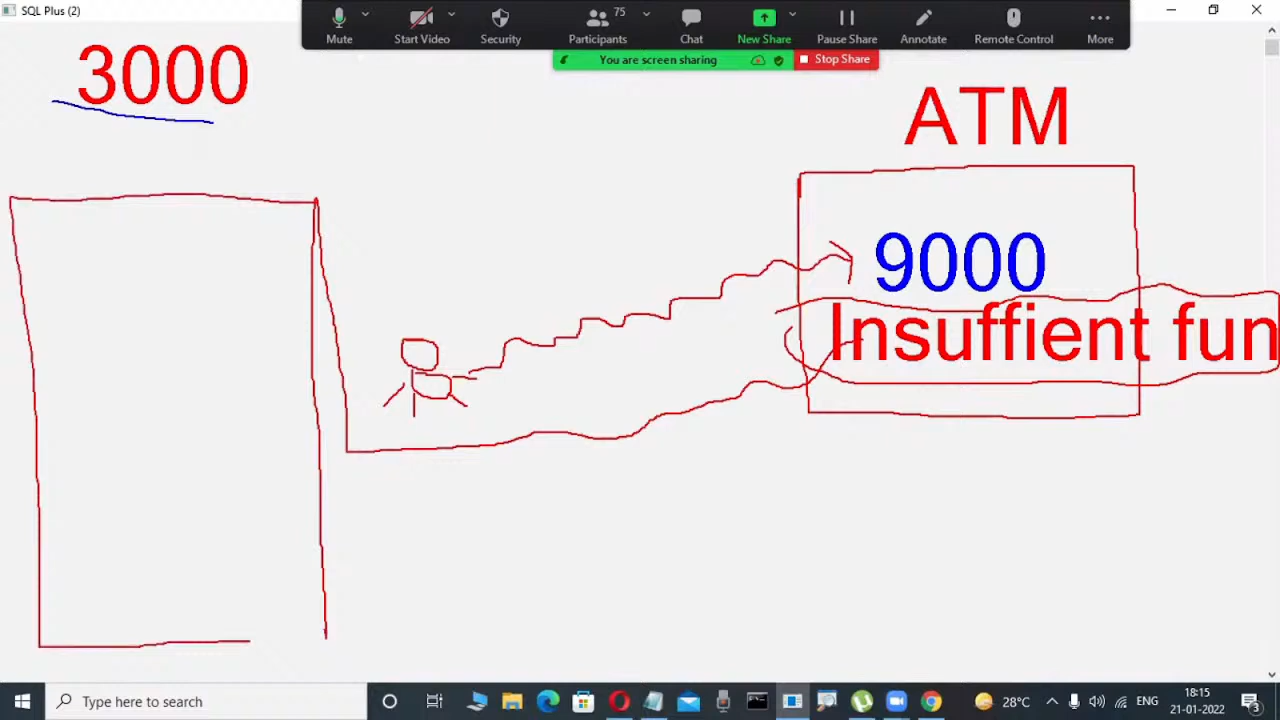 SQL Plus (2)
Mute
Start Video
Security
75
Participants
Chat
New Share
Pause Share
Annotate
Remote Control
More
You are screen sharing
Stop Share
3000
ATM
9000
Insuffient fun
Type here to search
28°C
ENG
18:15
21-01-2022
3